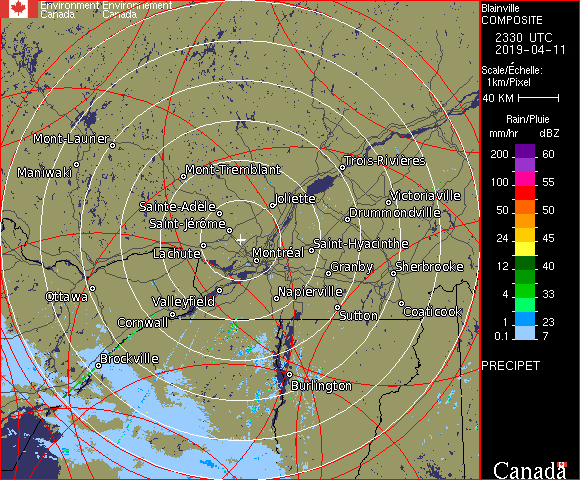 Environment Environnement
Canada Canada
Blainville
COMPOSITE
2330 UTC
2019-04-11
Scale/Échelle:
1km/Pixel
40 KM
Rain/Pluie
mm/hr dBZ
200 60
100 55
50 50
24 45
12 40
4 33
1 23
0.1 7
PRECIPET
Canada
Mont-Laurier
Maniwaki
Mont-Tremblant
Trois-Rivières
Joliette
Victoriaville
Sainte-Adèle
Drummondville
Saint-Jérôme
Saint-Hyacinthe
Lachute
Montréal
Granby
Sherbrooke
Ottawa
Valleyfield
Napierville
Cornwall
Sutton
Coaticook
Brockville
Burlington